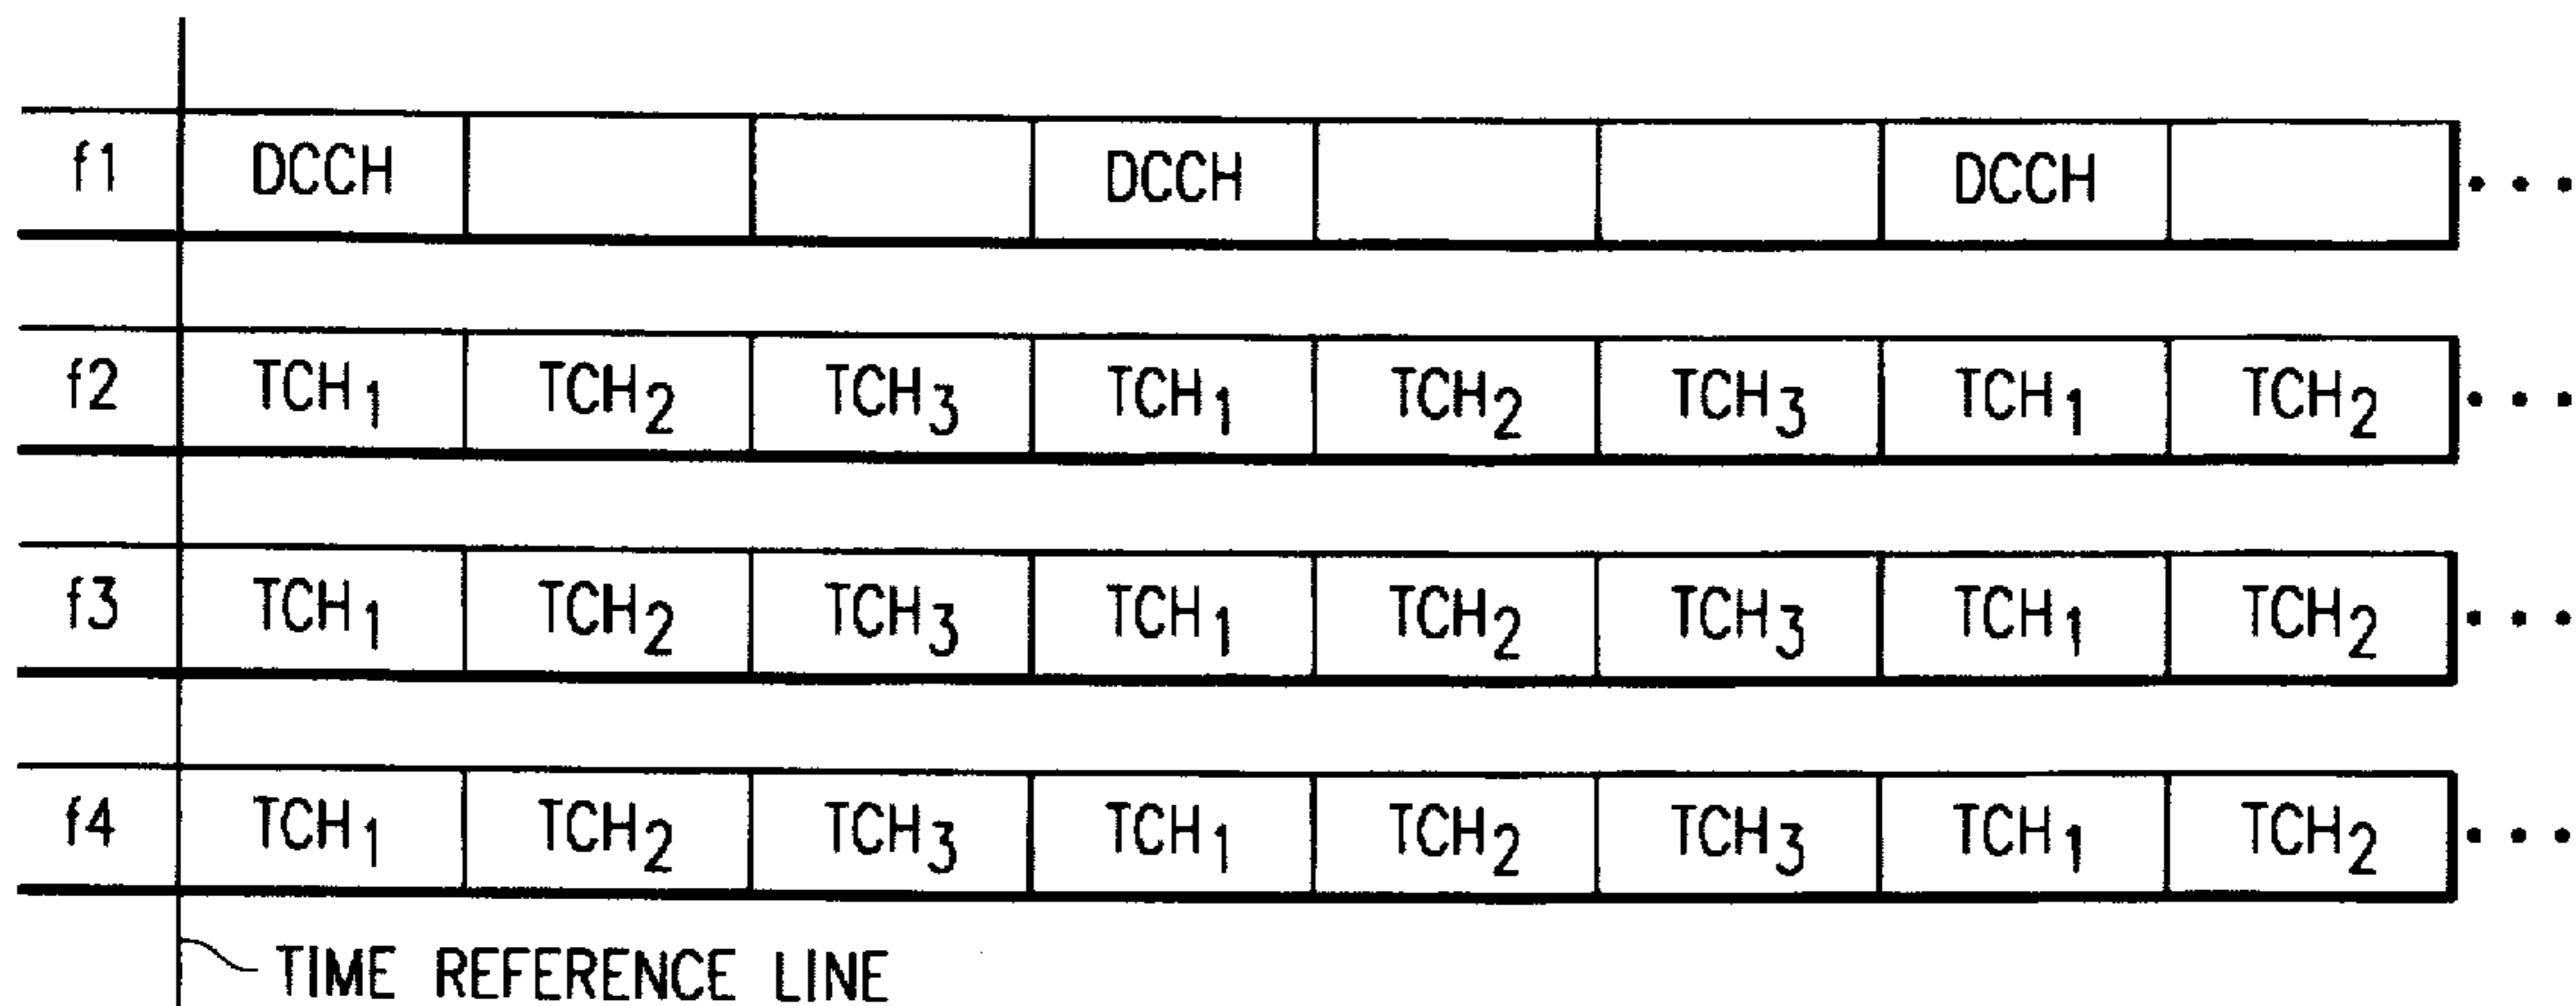 f1 DCCH DCCH DCCH ...
f2 TCH1 TCH2 TCH3 TCH1 TCH2 TCH3 TCH1 TCH2 ...
f3 TCH1 TCH2 TCH3 TCH1 TCH2 TCH3 TCH1 TCH2 ...
f4 TCH1 TCH2 TCH3 TCH1 TCH2 TCH3 TCH1 TCH2 ...
TIME REFERENCE LINE